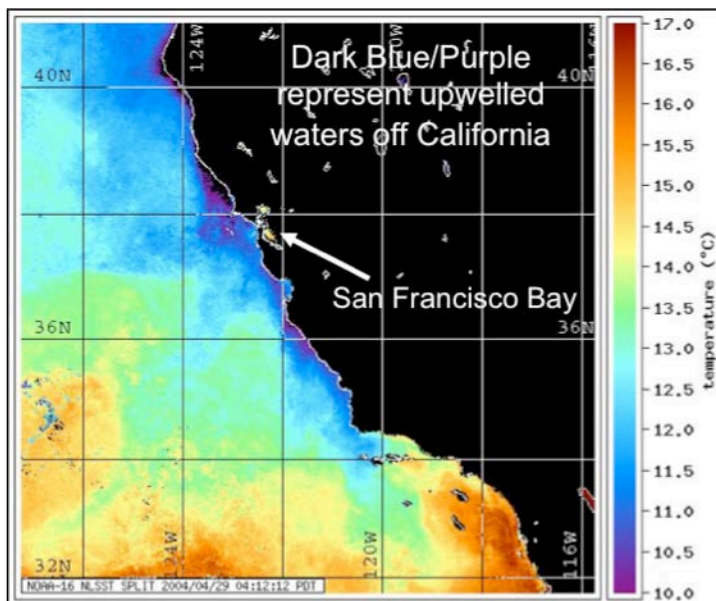 124W
120W
116W
Dark Blue/Purple
represent upwelled
waters off California
40N
40N
San Francisco Bay
36N
36N
124W
120W
116W
32N
NOAA-16 NLSST SPLIT 2004/04/29 04:12:12 PDT
17.0
16.5
16.0
15.5
15.0
14.5
14.0
13.5
13.0
12.5
12.0
11.5
11.0
10.5
10.0
temperature (°C)